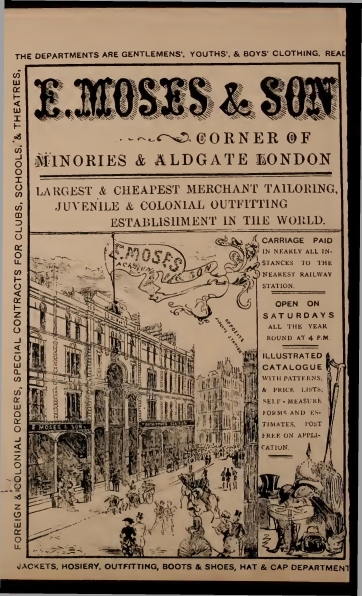 THE DEPARTMENTS ARE GENTLEMENS', YOUTHS', & BOYS' CLOTHING, REA
FOREIGN & COLONIAL ORDERS, SPECIAL CONTRACTS FOR CLUBS, SCHOOLS, & THEATRES,
E. MOSES & SON
CORNER OF
MINORIES & ALDGATE LONDON
LARGEST & CHEAPEST MERCHANT TAILORING,
JUVENILE & COLONIAL OUTFITTING
ESTABLISHMENT IN THE WORLD.
E. MOSES
AND SON
CARRIAGE PAID
IN NEARLY ALL IN-
STANCES TO THE
NEAREST RAILWAY
STATION.
OPEN ON
SATURDAYS
ALL THE YEAR
ROUND AT 4 P.M
ILLUSTRATED
CATALOGUE
WITH PATTERNS,
& PRICE LISTS,
SELF-MEASURE
FORMS AND ES-
TIMATES, POST
FREE ON APPLI-
CATION.
E MOSES & SON
JACKETS, HOSIERY, OUTFITTING, BOOTS & SHOES, HAT & CAP DEPARTMENT